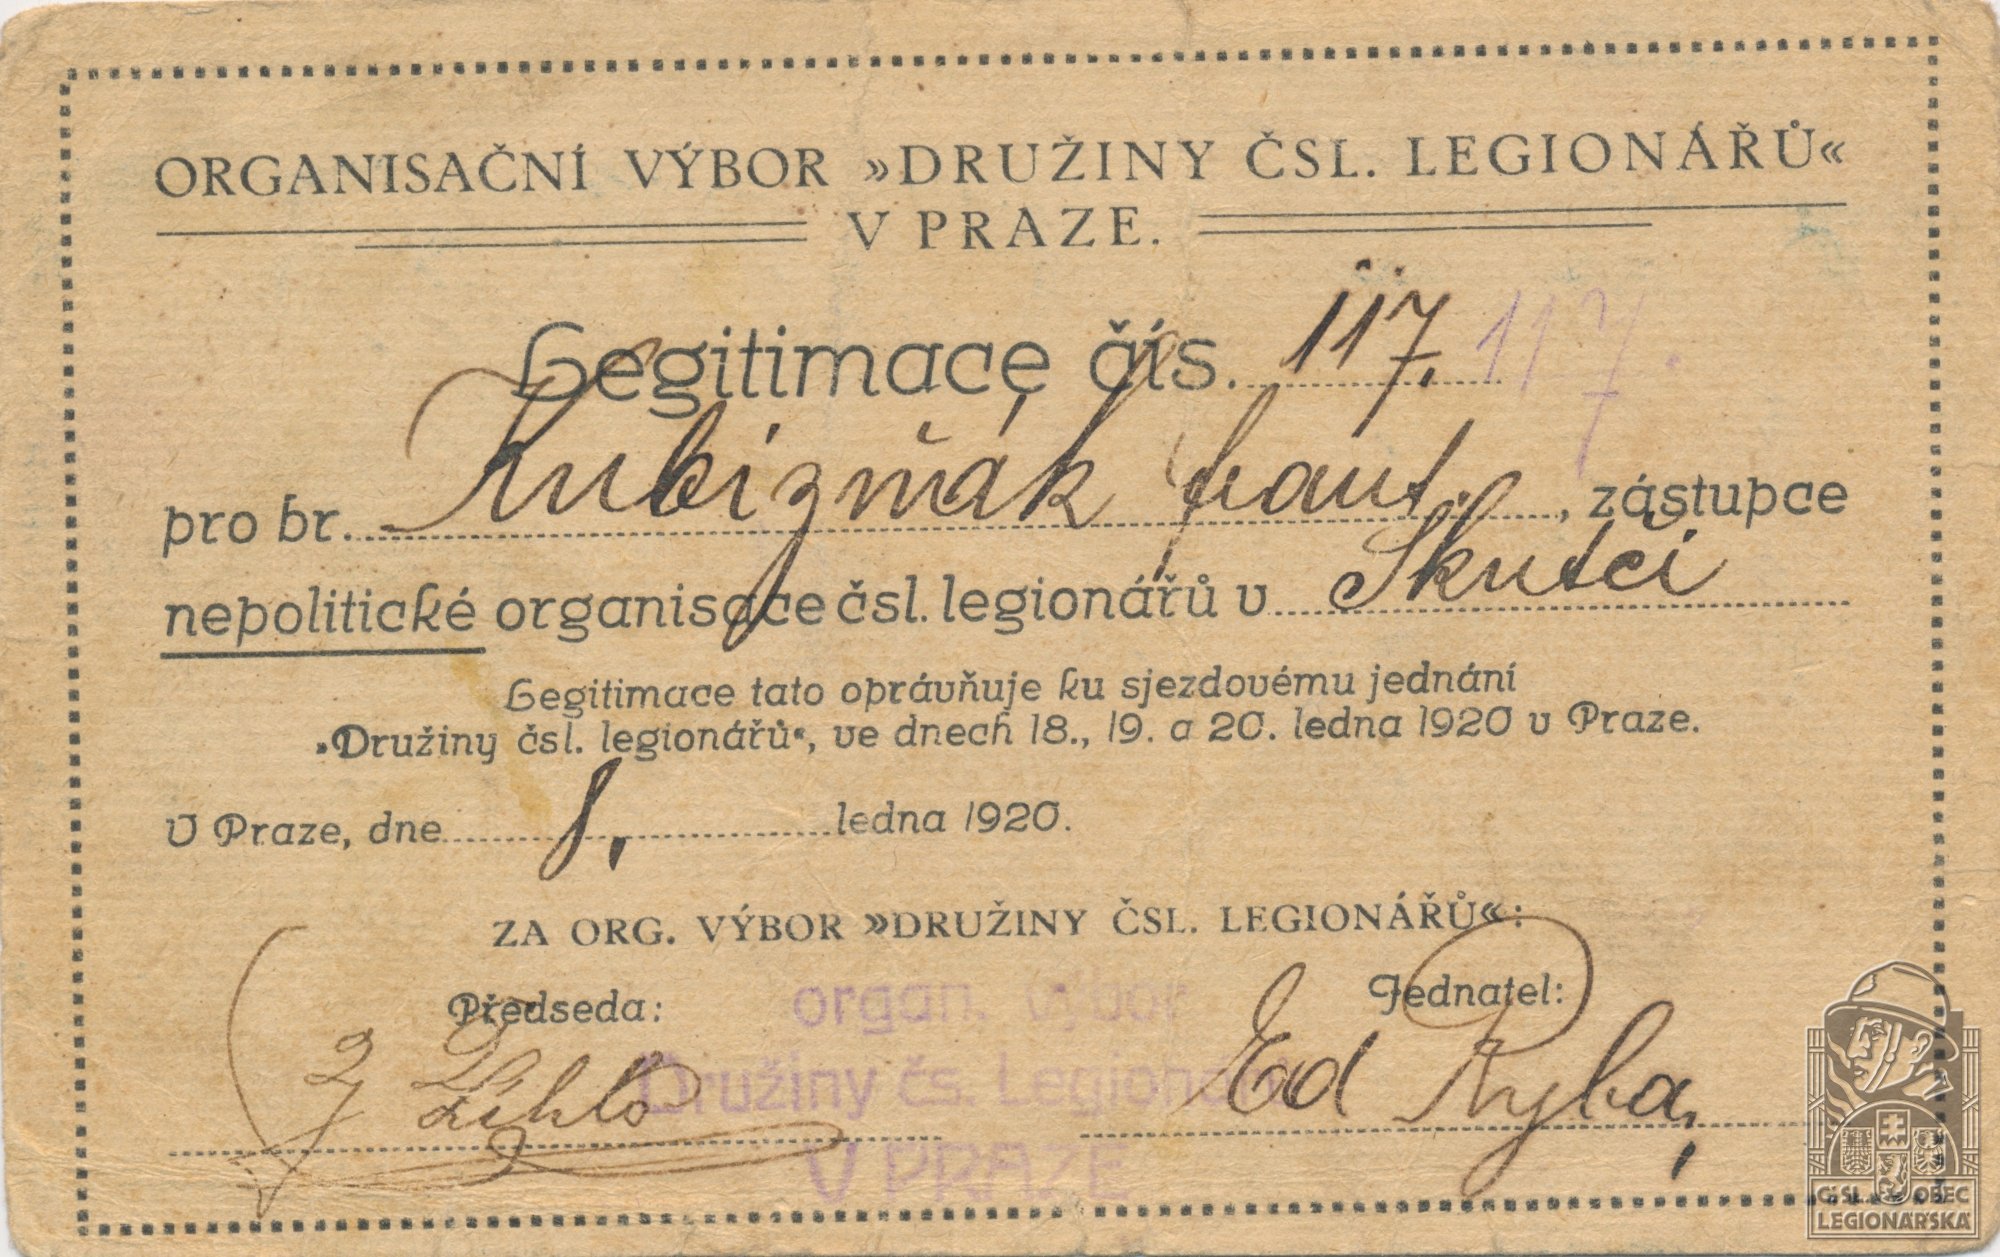 ORGANISAČNÍ VÝBOR »DRUŽINY ČSL. LEGIONÁŘŮ«
V PRAZE.
Legitimace čís. 117. 117.
pro br. Kubizňák frant., zástupce
nepolitické organisace čsl. legionářů v Skutči
Legitimace tato oprávňuje ku sjezdovému jednání
»Družiny čsl. legionářů«, ve dnech 18., 19. a 20. ledna 1920 v Praze.
V Praze, dne 8. ledna 1920.
ZA ORG. VÝBOR »DRUŽINY ČSL. LEGIONÁŘŮ«:
Předseda: Jednatel:
Ed Ryba,
organ. výbor
Družiny čs. Legionářů
V PRAZE
ČSL. OBEC
LEGIONÁŘSKÁ